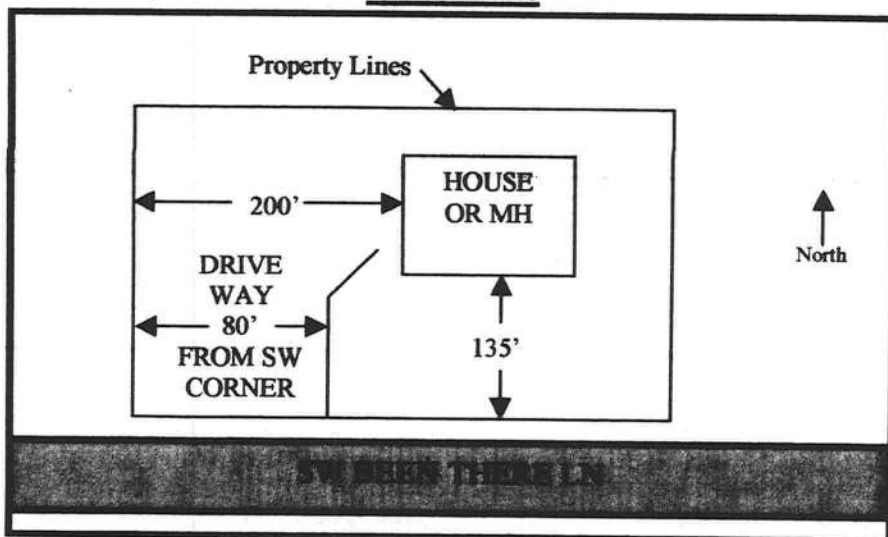 Property Lines
HOUSE
OR MH
200'
North
DRIVE
WAY
80'
FROM SW
CORNER
135'
SW BEEN THERE LN